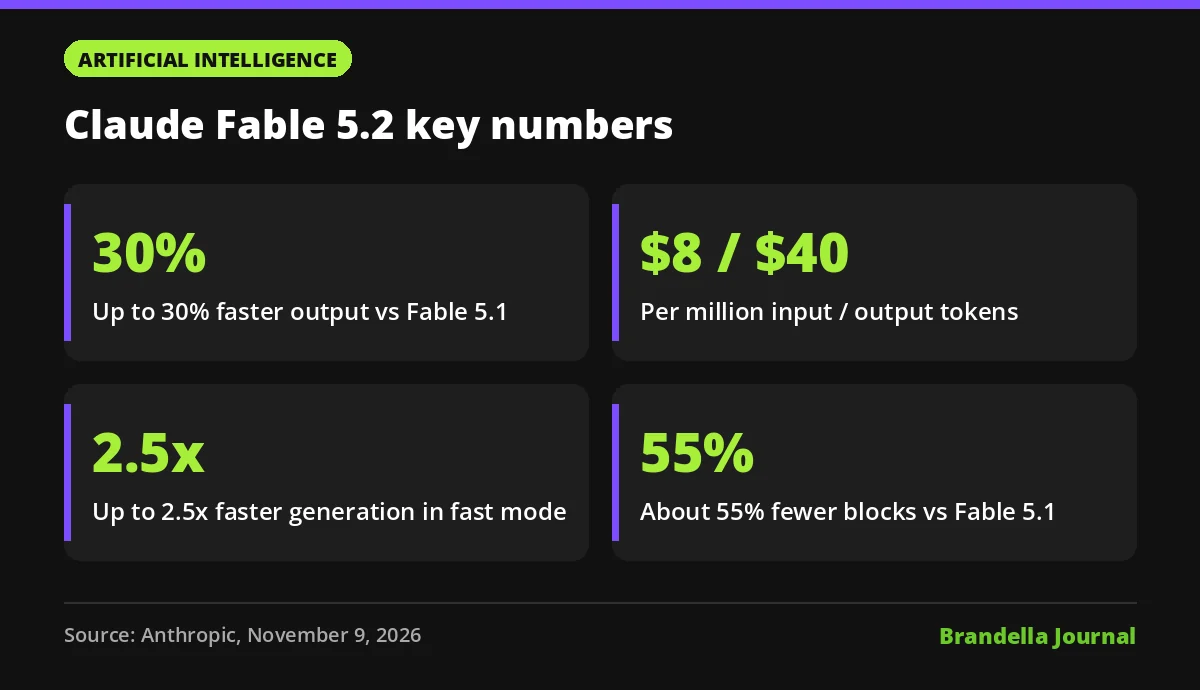 ARTIFICIAL INTELLIGENCE
Claude Fable 5.2 key numbers
30%
Up to 30% faster output vs Fable 5.1
$8 / $40
Per million input / output tokens
2.5x
Up to 2.5x faster generation in fast mode
55%
About 55% fewer blocks vs Fable 5.1
Source: Anthropic, November 9, 2026
Brandella Journal